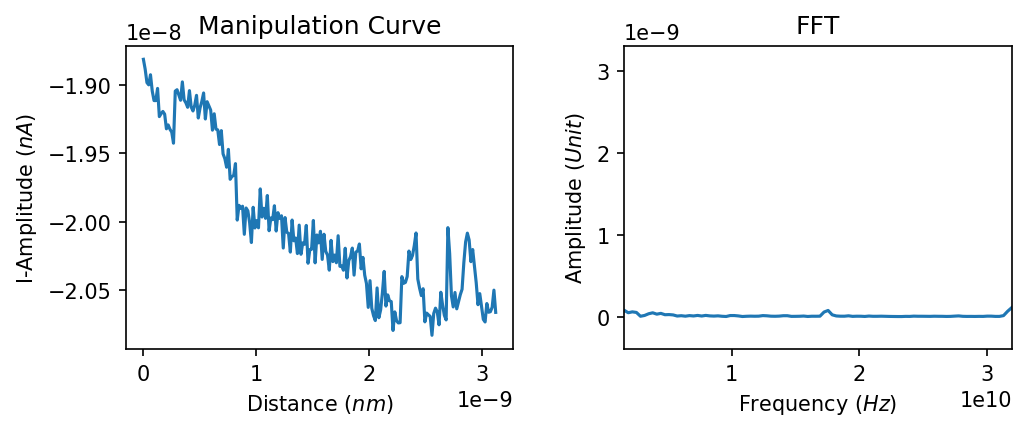 Manipulation Curve
1e−8
−1.90
−1.95
−2.00
−2.05
I-Amplitude (nA)
0
1
2
3
Distance (nm)
1e−9
FFT
1e−9
3
2
1
0
Amplitude (Unit)
1
2
3
Frequency (Hz)
1e10